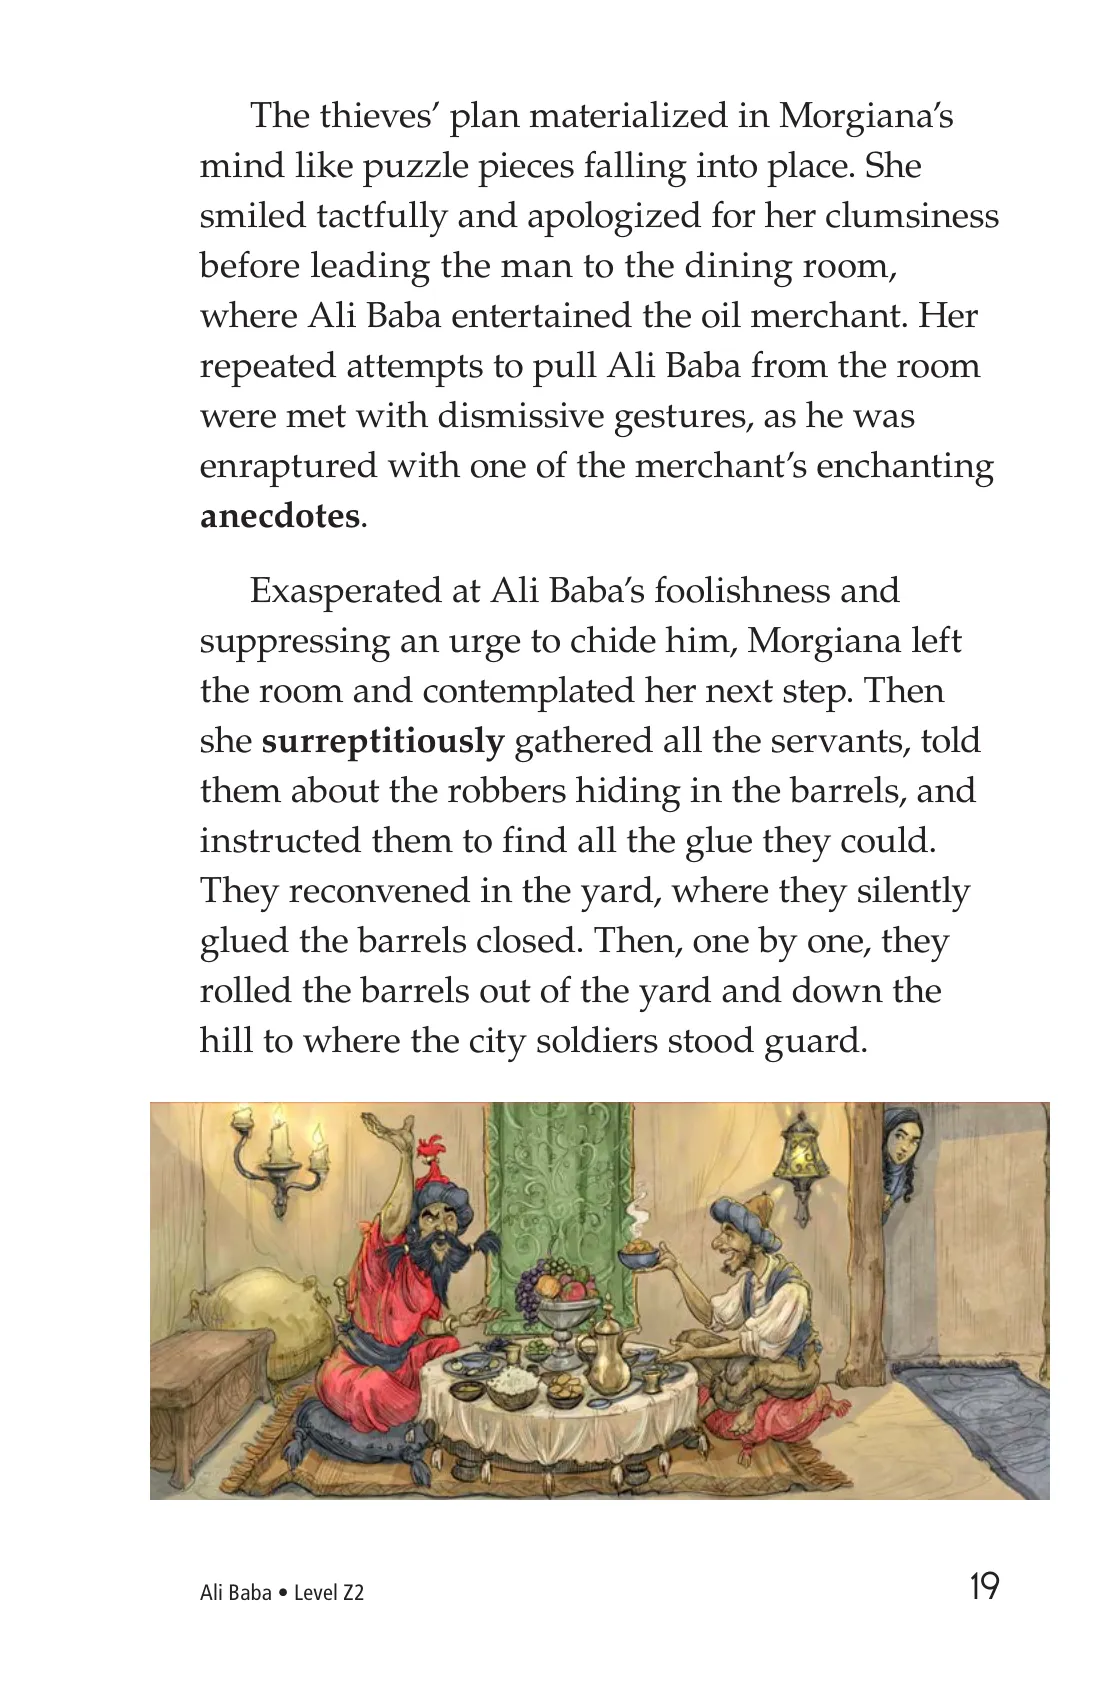 The thieves’ plan materialized in Morgiana’s
mind like puzzle pieces falling into place. She
smiled tactfully and apologized for her clumsiness
before leading the man to the dining room,
where Ali Baba entertained the oil merchant. Her
repeated attempts to pull Ali Baba from the room
were met with dismissive gestures, as he was
enraptured with one of the merchant’s enchanting
anecdotes.
Exasperated at Ali Baba’s foolishness and
suppressing an urge to chide him, Morgiana left
the room and contemplated her next step. Then
she surreptitiously gathered all the servants, told
them about the robbers hiding in the barrels, and
instructed them to find all the glue they could.
They reconvened in the yard, where they silently
glued the barrels closed. Then, one by one, they
rolled the barrels out of the yard and down the
hill to where the city soldiers stood guard.
Ali Baba • Level Z2
19